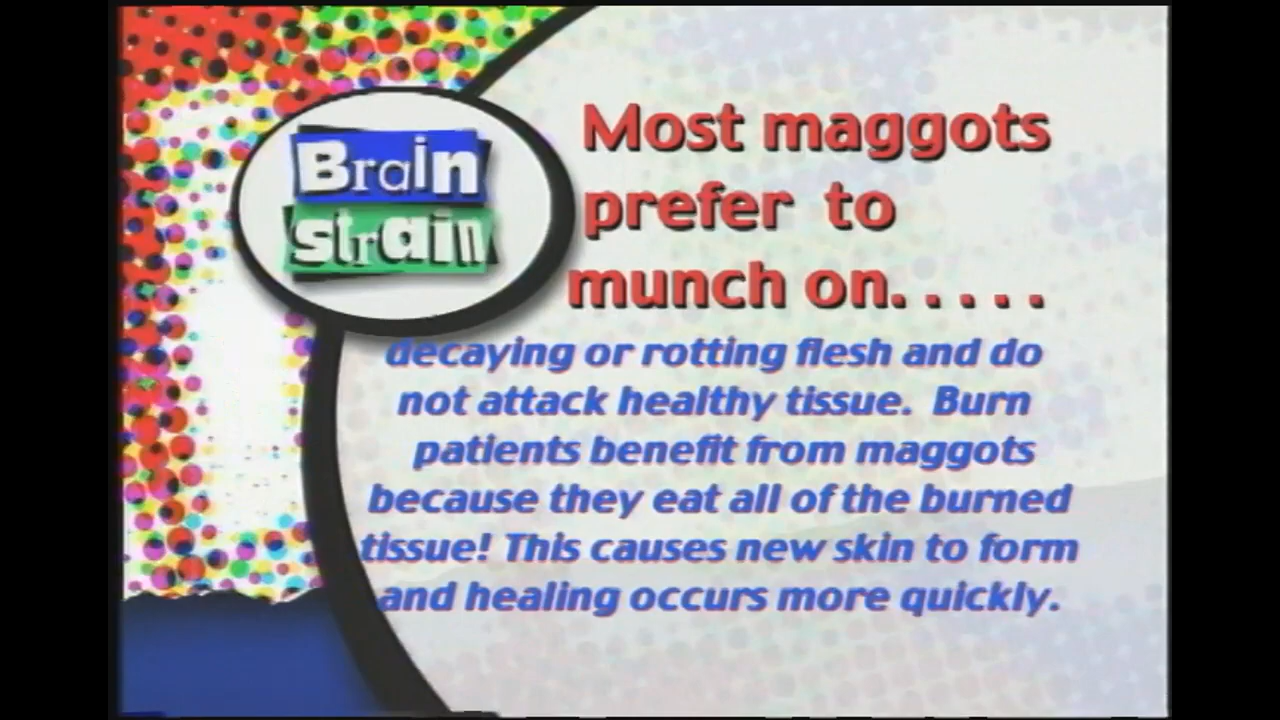 Brain
strain
Most maggots
prefer to
munch on.....
decaying or rotting flesh and do
not attack healthy tissue. Burn
patients benefit from maggots
because they eat all of the burned
tissue! This causes new skin to form
and healing occurs more quickly.